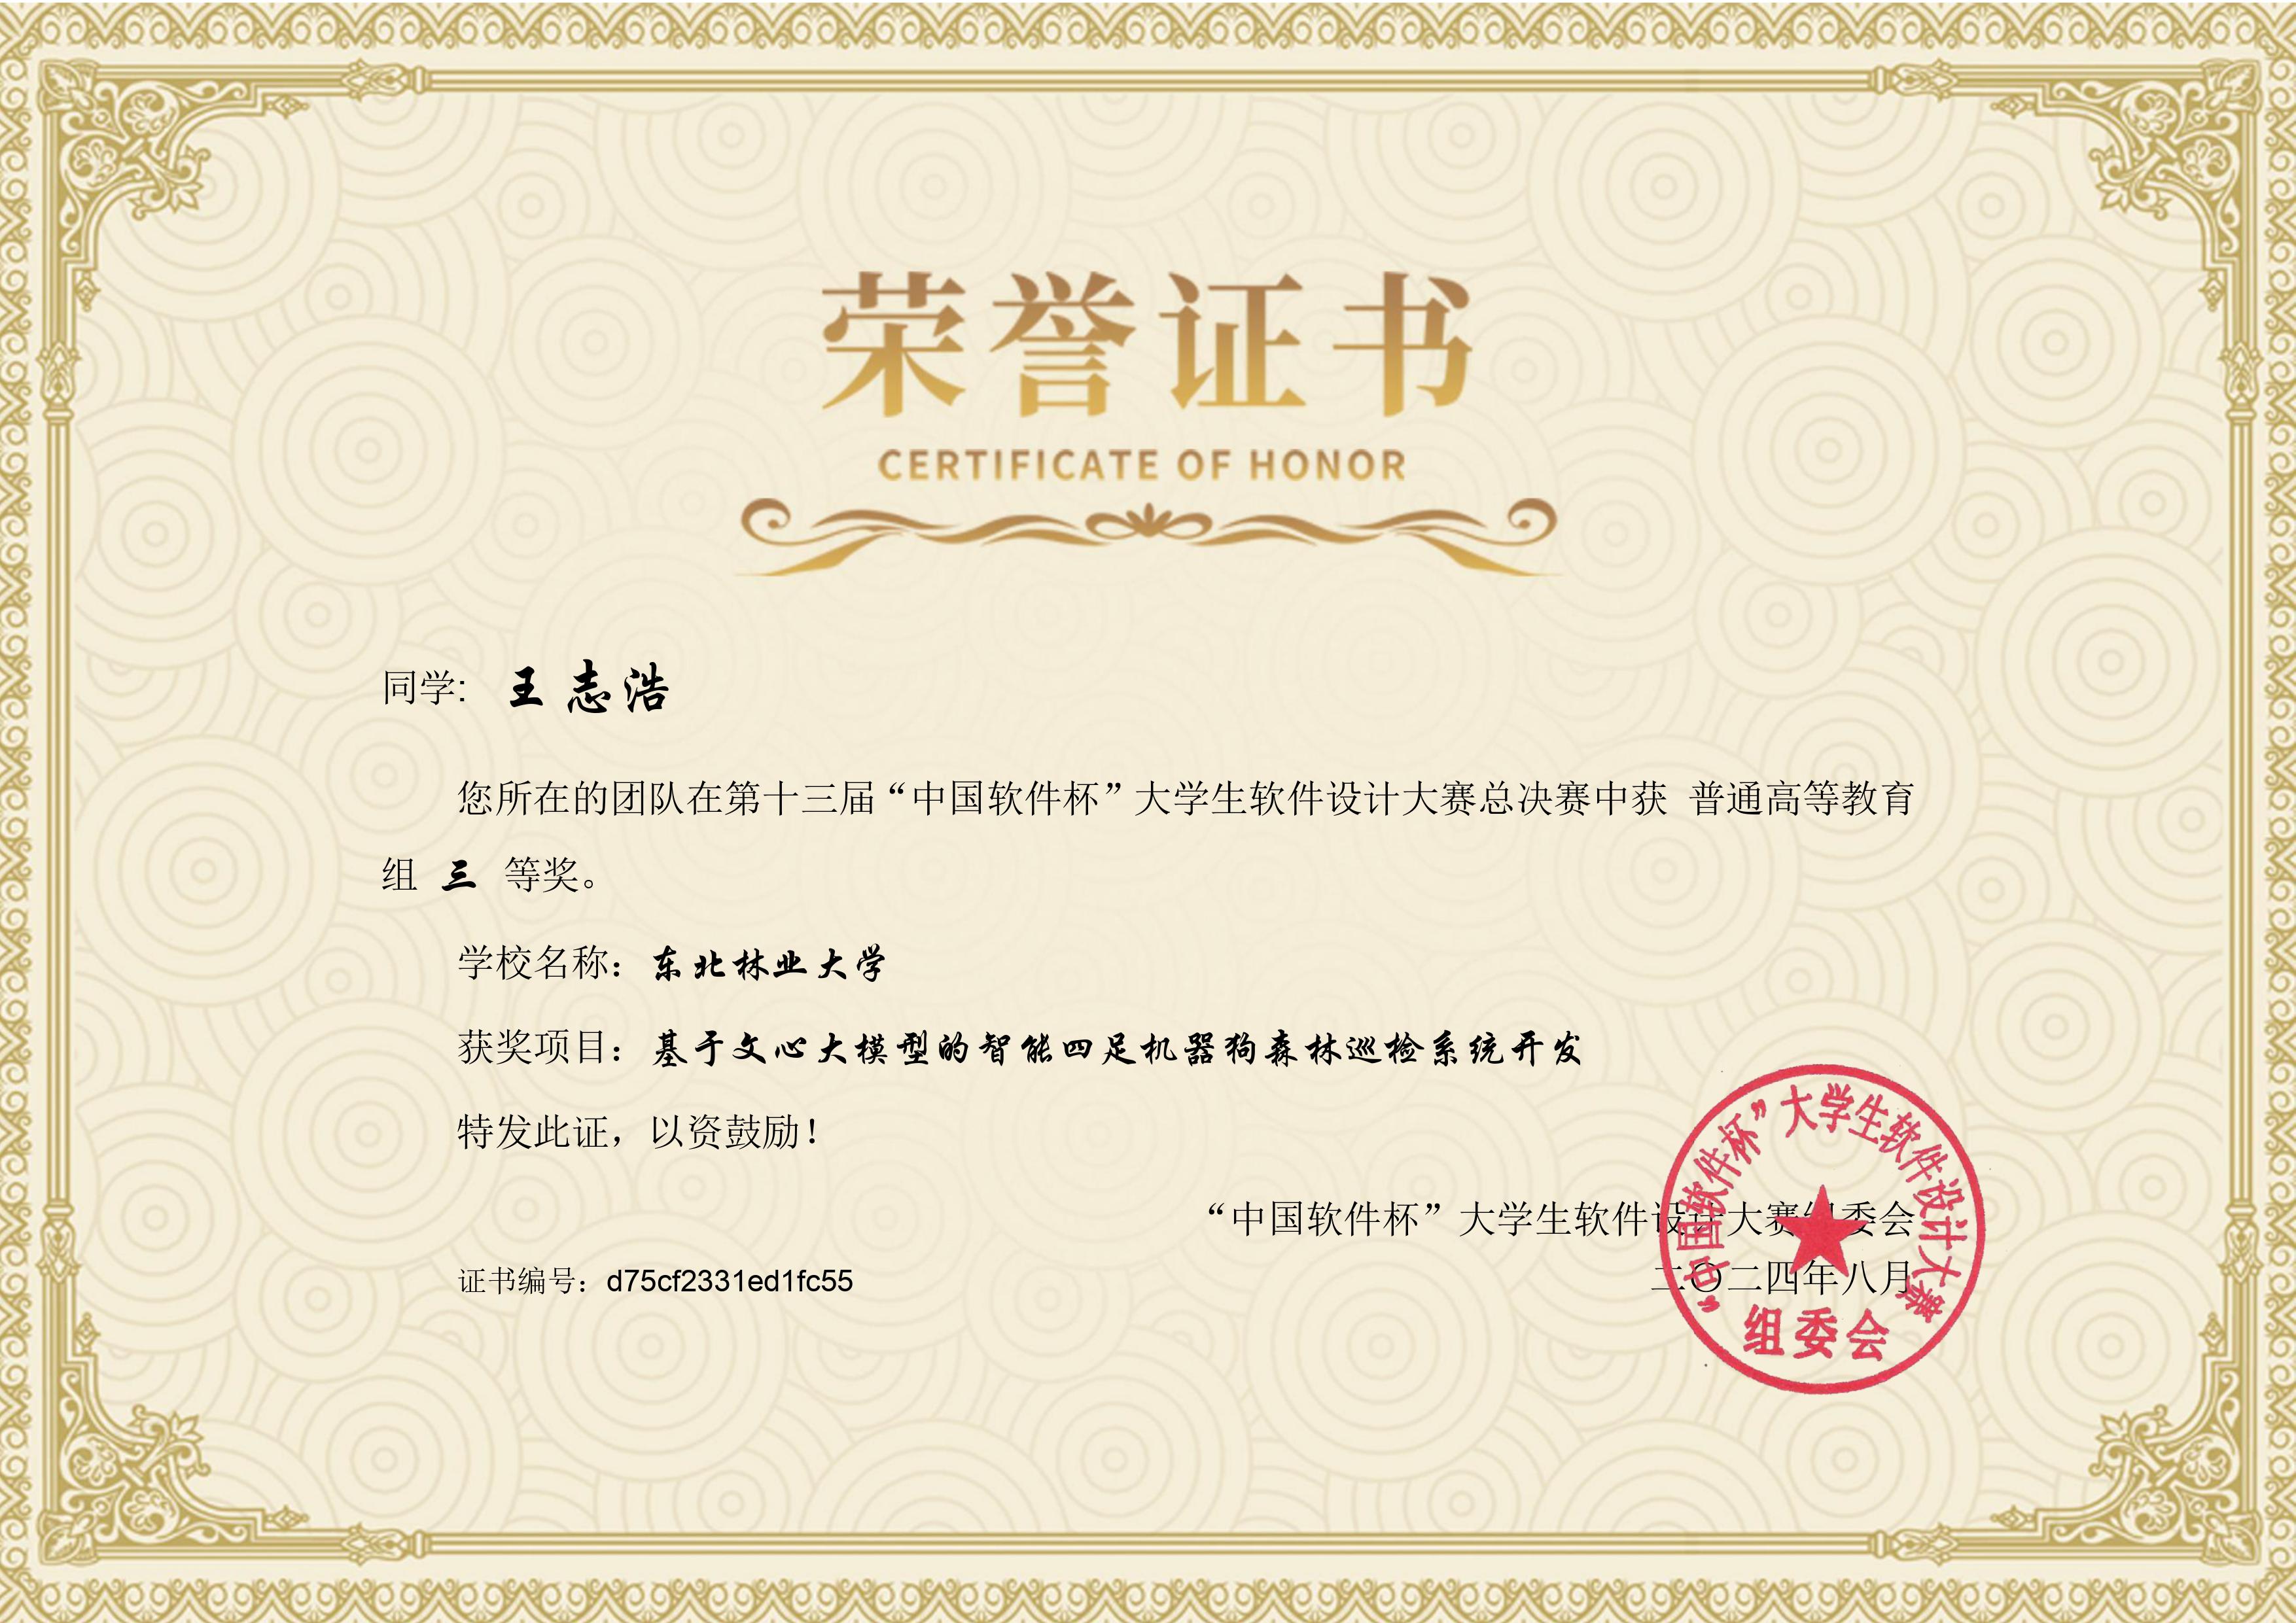 荣誉证书
CERTIFICATE OF HONOR
同学: 王志浩
您所在的团队在第十三届“中国软件杯”大学生软件设计大赛总决赛中获 普通高等教育
组 三 等奖。
学校名称：东北林业大学
获奖项目：基于文心大模型的智能四足机器狗森林巡检系统开发
特发此证，以资鼓励！
“中国软件杯”大学生软件设计大赛组委会
证书编号：d75cf2331ed1fc55
二〇二四年八月
“中国软件杯”大学生软件设计大赛
组委会